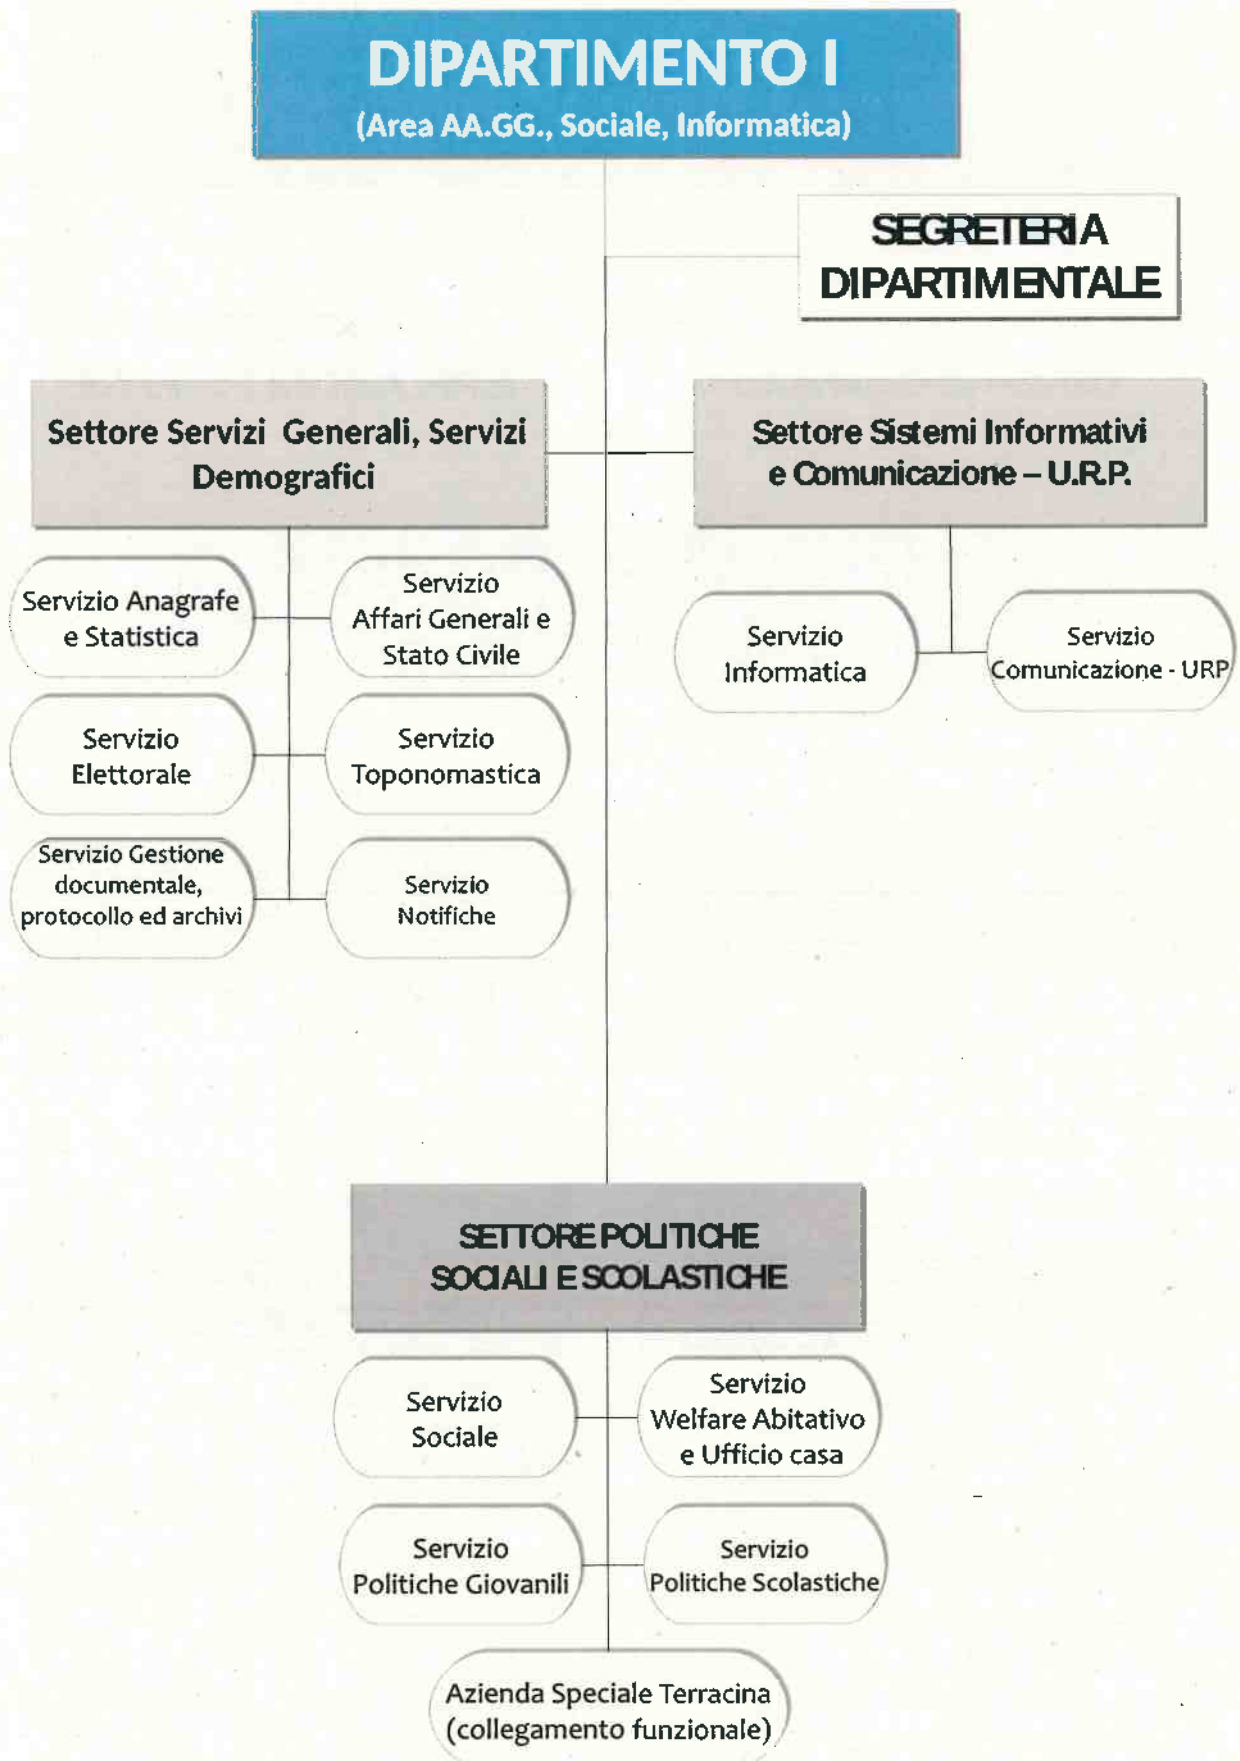 DIPARTIMENTO I
(Area AA.GG., Sociale, Informatica)
SEGRETERIA
DIPARTIMENTALE
Settore Servizi Generali, Servizi
Demografici
Settore Sistemi Informativi
e Comunicazione – U.R.P.
Servizio Anagrafe
e Statistica
Servizio
Affari Generali e
Stato Civile
Servizio
Informatica
Servizio
Comunicazione - URP
Servizio
Elettorale
Servizio
Toponomastica
Servizio Gestione
documentale,
protocollo ed archivi
Servizio
Notifiche
SETTORE POLITICHE
SOCIALI E SCOLASTICHE
Servizio
Sociale
Servizio
Welfare Abitativo
e Ufficio casa
Servizio
Politiche Giovanili
Servizio
Politiche Scolastiche
Azienda Speciale Terracina
(collegamento funzionale)